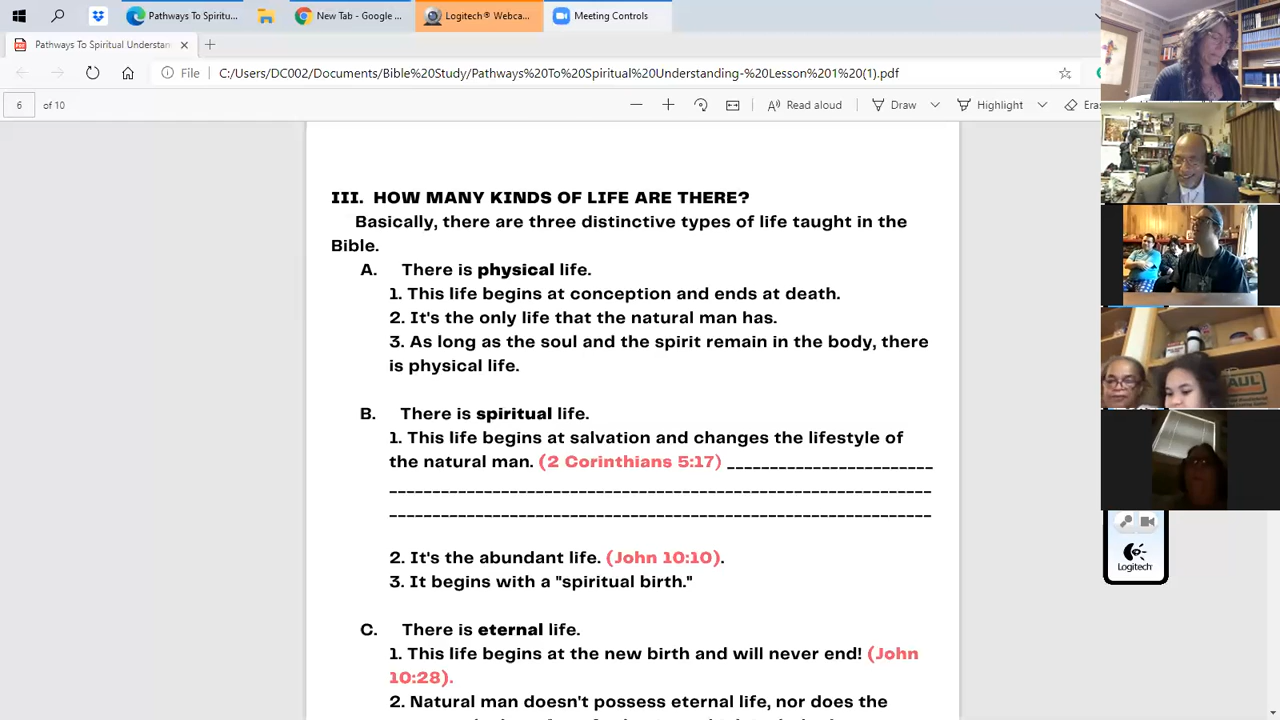 Pathways To Spiritu...
New Tab - Google ...
Logitech® Webca...
Meeting Controls
Pathways To Spiritual Understan
File
C:/Users/DC002/Documents/Bible%20Study/Pathways%20To%20Spiritual%20Understanding-%20Lesson%201%20(1).pdf
6 of 10
Read aloud
Draw
Highlight
Eras
III. HOW MANY KINDS OF LIFE ARE THERE?
Basically, there are three distinctive types of life taught in the
Bible.
A. There is physical life.
1. This life begins at conception and ends at death.
2. It's the only life that the natural man has.
3. As long as the soul and the spirit remain in the body, there
is physical life.
B. There is spiritual life.
1. This life begins at salvation and changes the lifestyle of
the natural man. (2 Corinthians 5:17) ________________________
_______________________________________________________________
_______________________________________________________________
2. It's the abundant life. (John 10:10).
3. It begins with a "spiritual birth."
C. There is eternal life.
1. This life begins at the new birth and will never end! (John
10:28).
2. Natural man doesn't possess eternal life, nor does the
AUL
Logitech